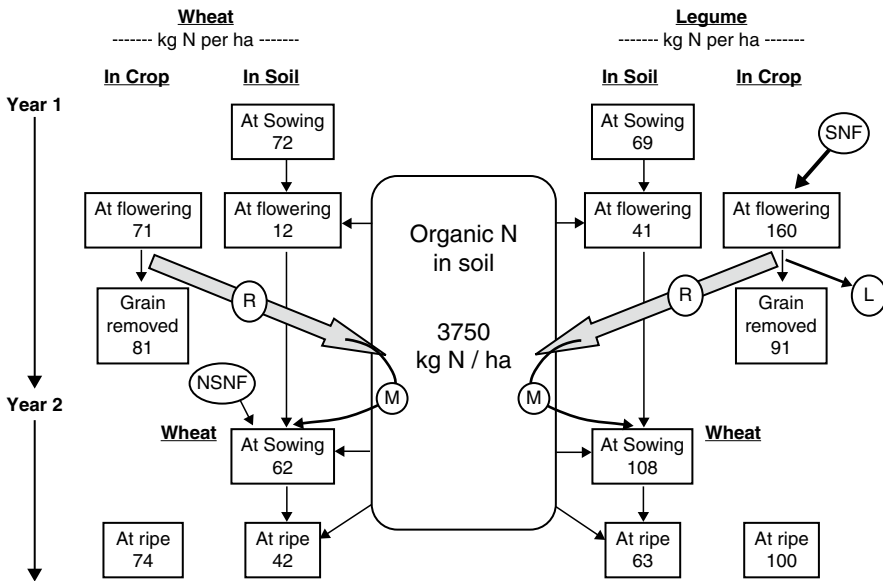 Wheat
------- kg N per ha -------
In Crop
In Soil
Legume
------ kg N per ha -------
In Soil
In Crop
Year 1
At Sowing
72
At Sowing
69
SNF
At flowering
71
At flowering
12
Organic N
in soil
3750
kg N / ha
At flowering
41
At flowering
160
R
R
L
Grain
removed
81
Grain
removed
91
NSNF
M
M
Year 2
Wheat
At Sowing
62
At Sowing
108
Wheat
At ripe
74
At ripe
42
At ripe
63
At ripe
100